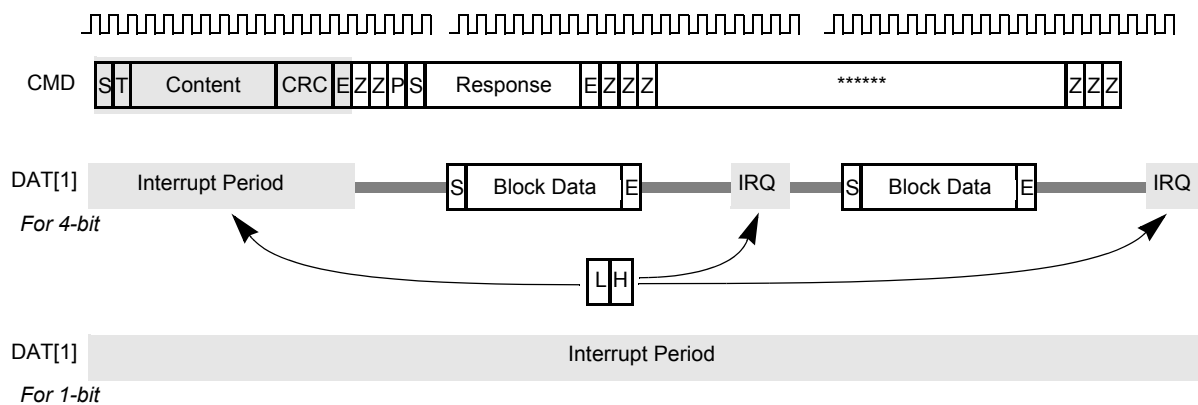 CMD S T Content CRC E Z Z P S Response E Z Z Z ****** Z Z Z
DAT[1] Interrupt Period S Block Data E IRQ S Block Data E IRQ
For 4-bit
L H
DAT[1] Interrupt Period
For 1-bit